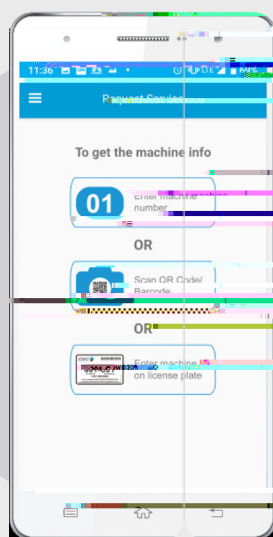 11:36
Request Service
To get the machine info
01
Enter machine
number
OR
Scan QR Code/
Barcode
OR
Enter machine
on license plate